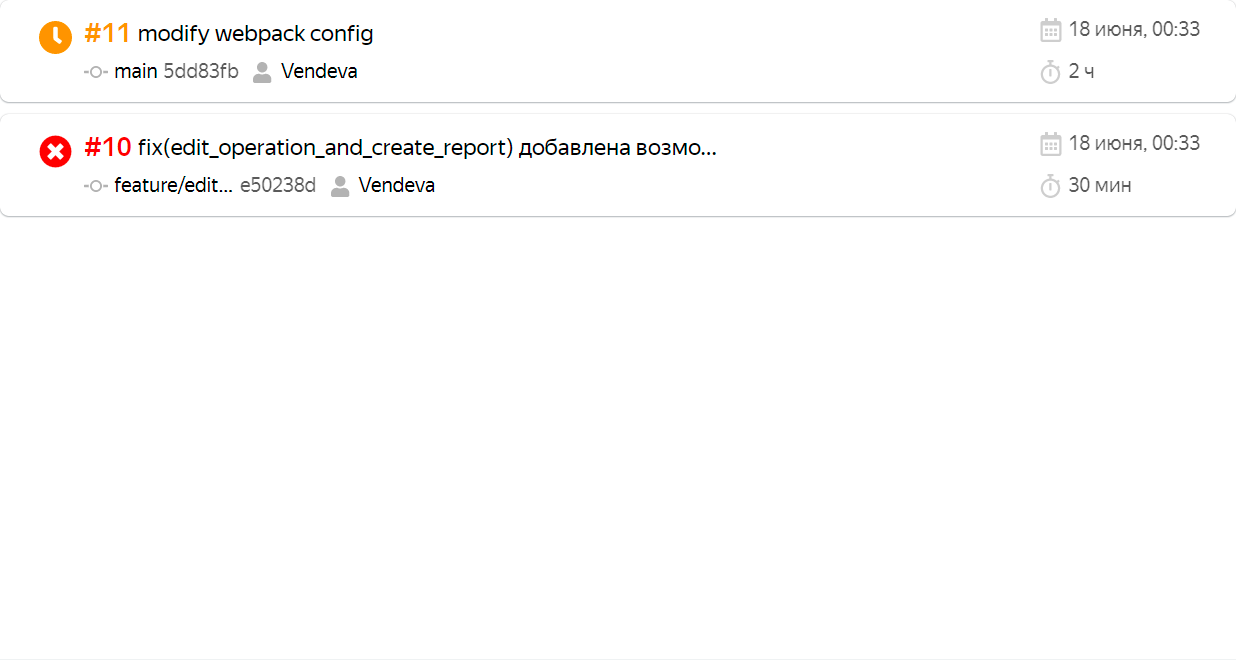 #11 modify webpack config
18 июня, 00:33
main 5dd83fb Vendeva
2 ч
#10 fix(edit_operation_and_create_report) добавлена возмо...
18 июня, 00:33
feature/edit... e50238d Vendeva
30 мин